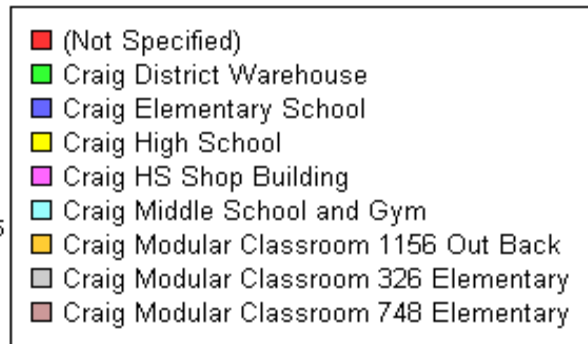 (Not Specified)
Craig District Warehouse
Craig Elementary School
Craig High School
Craig HS Shop Building
Craig Middle School and Gym
Craig Modular Classroom 1156 Out Back
Craig Modular Classroom 326 Elementary
Craig Modular Classroom 748 Elementary